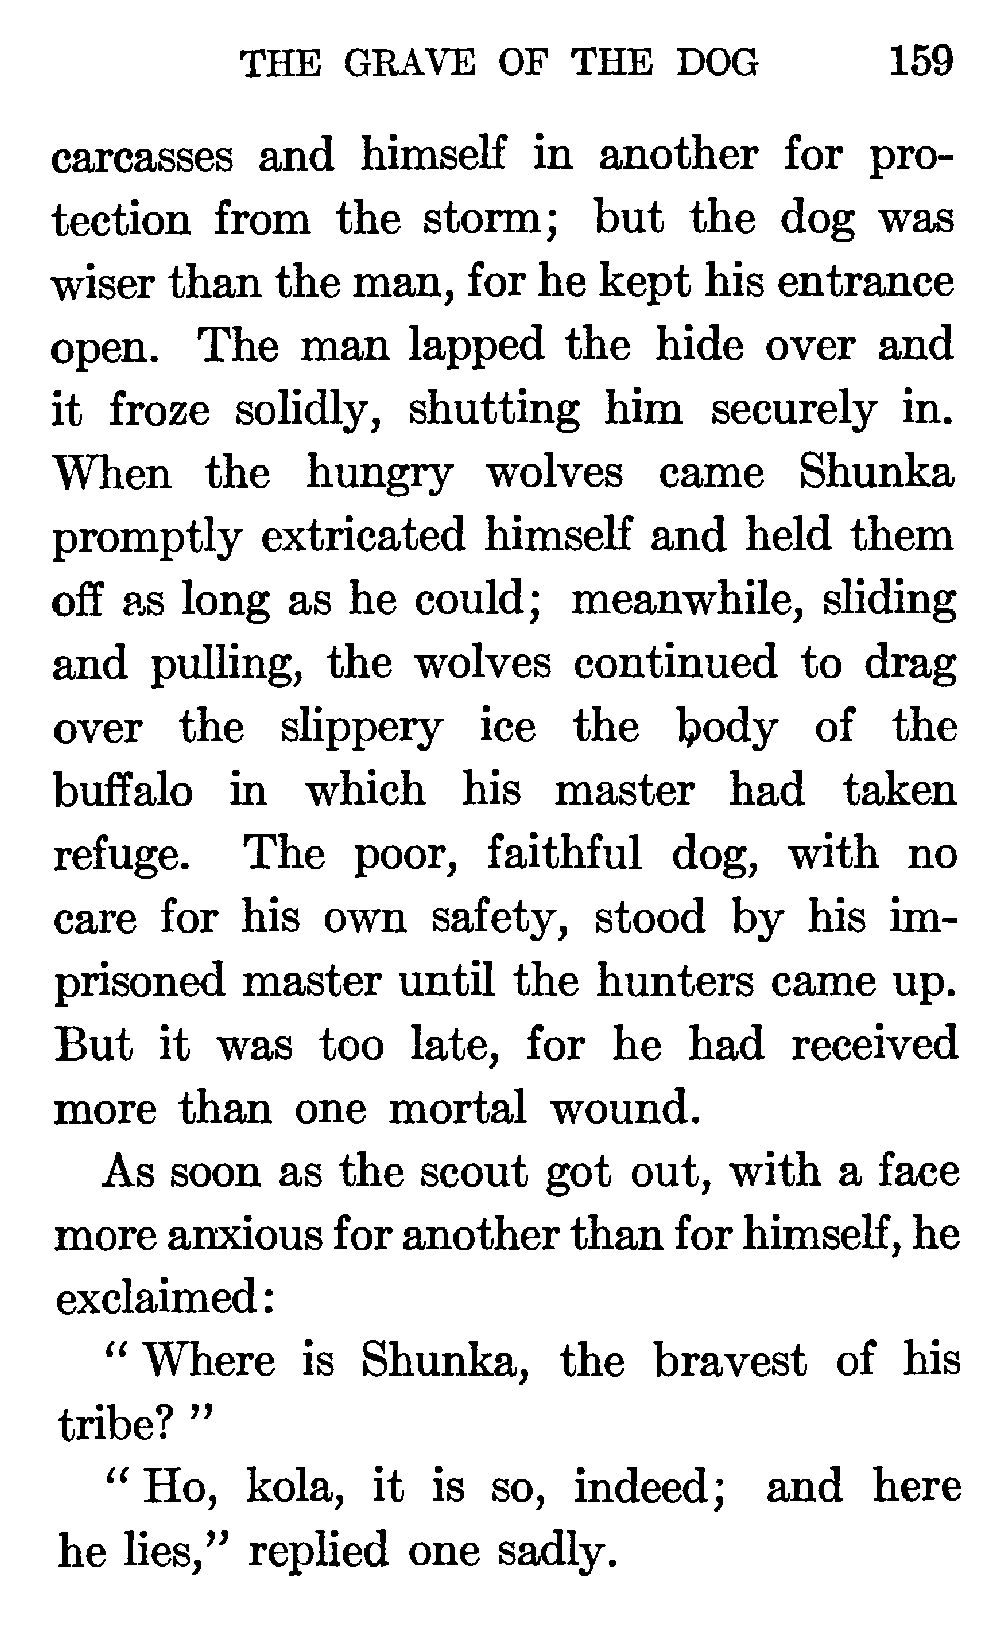 THE GRAVE OF THE DOG 159
carcasses and himself in another for pro-
tection from the storm; but the dog was
wiser than the man, for he kept his entrance
open. The man lapped the hide over and
it froze solidly, shutting him securely in.
When the hungry wolves came Shunka
promptly extricated himself and held them
off as long as he could; meanwhile, sliding
and pulling, the wolves continued to drag
over the slippery ice the body of the
buffalo in which his master had taken
refuge. The poor, faithful dog, with no
care for his own safety, stood by his im-
prisoned master until the hunters came up.
But it was too late, for he had received
more than one mortal wound.
As soon as the scout got out, with a face
more anxious for another than for himself, he
exclaimed:
“ Where is Shunka, the bravest of his
tribe? ”
“ Ho, kola, it is so, indeed; and here
he lies,” replied one sadly.